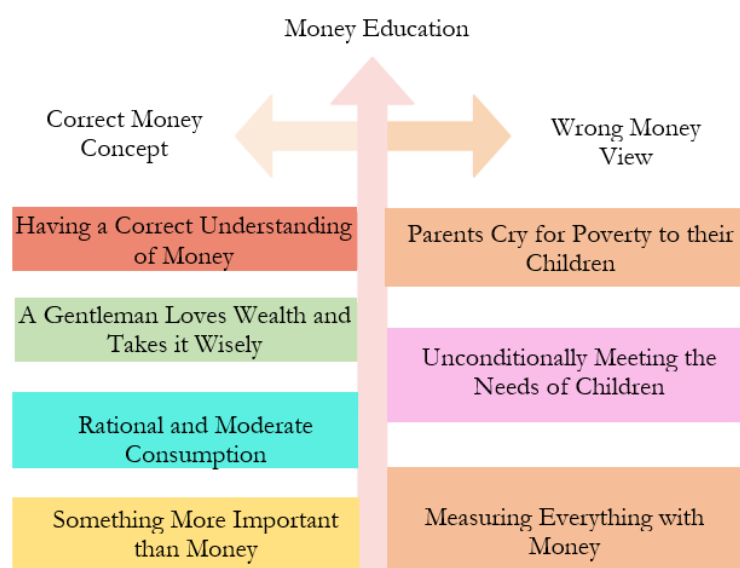 Money Education
Correct Money
Concept
Wrong Money
View
Having a Correct Understanding
of Money
A Gentleman Loves Wealth and
Takes it Wisely
Rational and Moderate
Consumption
Something More Important
than Money
Parents Cry for Poverty to their
Children
Unconditionally Meeting the
Needs of Children
Measuring Everything with
Money